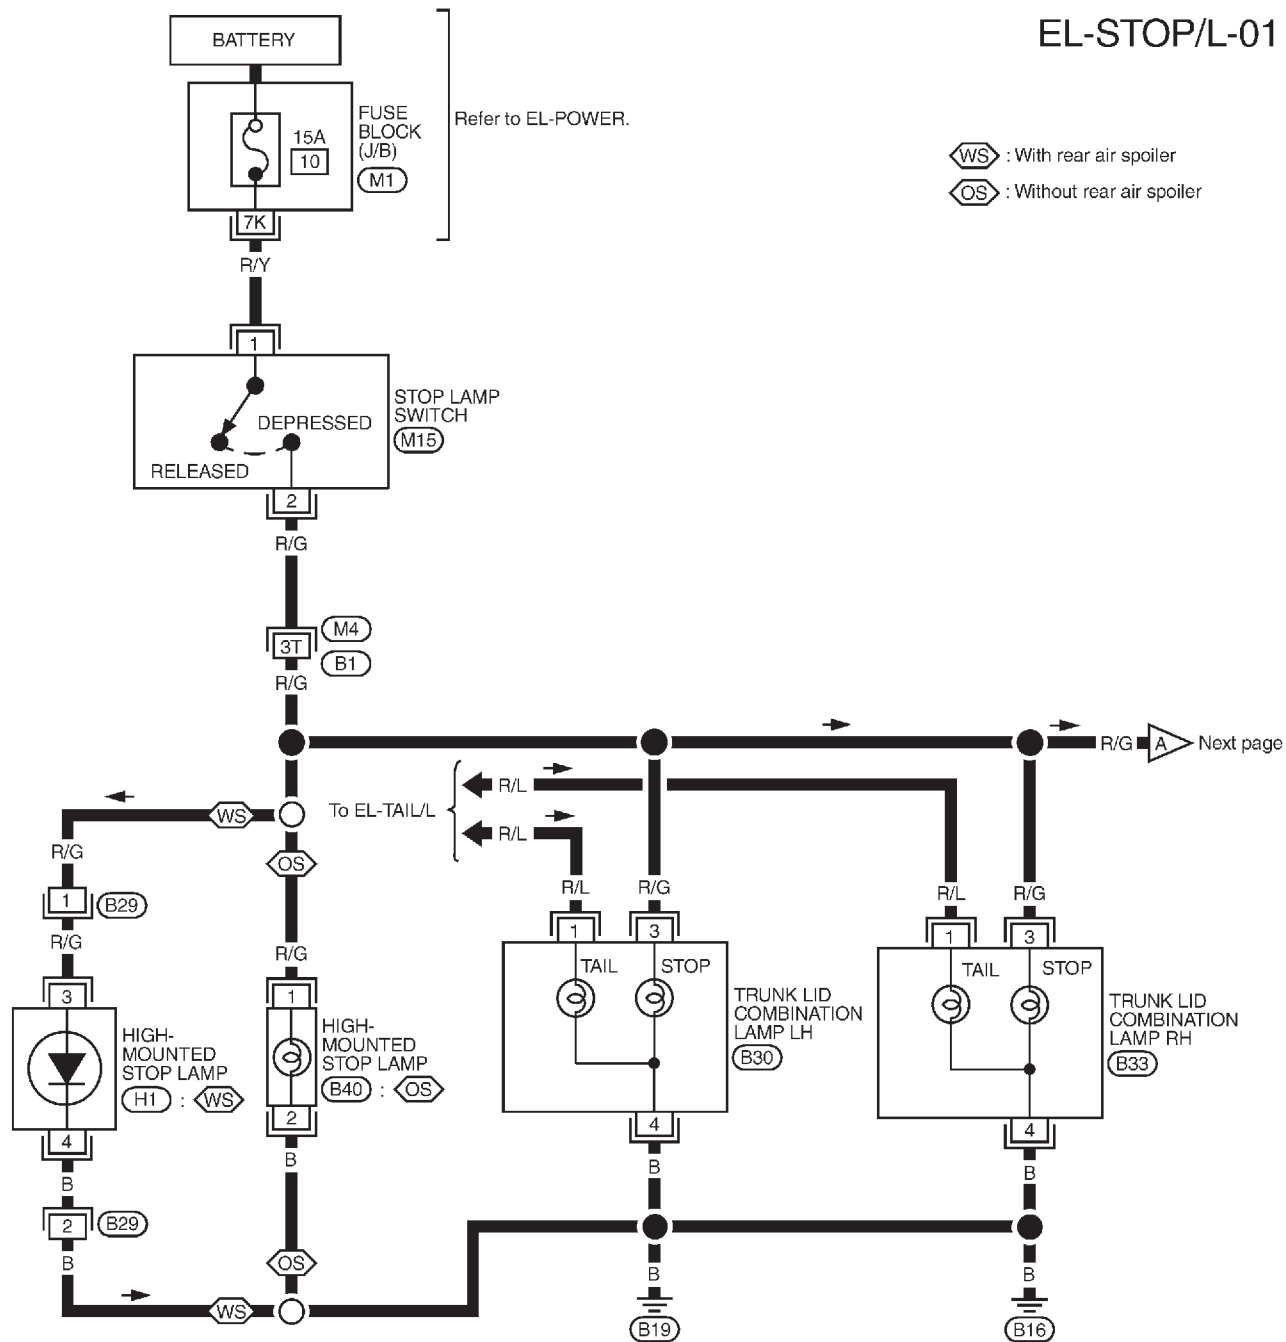 EL-STOP/L-01
BATTERY
FUSE
BLOCK
(J/B)
M1
15A
10
7K
Refer to EL-POWER.
WS : With rear air spoiler
OS : Without rear air spoiler
R/Y
1
STOP LAMP
SWITCH
M15
DEPRESSED
RELEASED
2
R/G
M4
3T
B1
R/G
R/G A Next page
To EL-TAIL/L
R/L
R/L
WS
OS
R/G
1 B29
R/G
R/G
3
HIGH-
MOUNTED
STOP LAMP
H1 : WS
4
B
2 B29
B
WS
1
HIGH-
MOUNTED
STOP LAMP
B40 : OS
2
B
OS
R/L R/G
1 3
TAIL STOP
TRUNK LID
COMBINATION
LAMP LH
B30
4
B
B
B19
R/L R/G
1 3
TAIL STOP
TRUNK LID
COMBINATION
LAMP RH
B33
4
B
B
B16